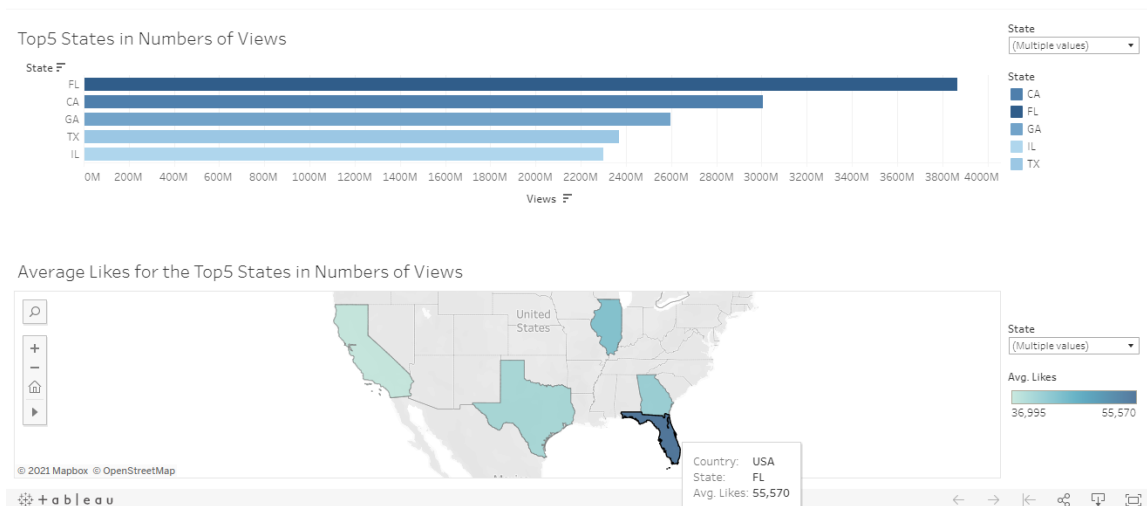 Top5 States in Numbers of Views
State
FL
CA
GA
TX
IL
0M 200M 400M 600M 800M 1000M 1200M 1400M 1600M 1800M 2000M 2200M 2400M 2600M 2800M 3000M 3200M 3400M 3600M 3800M 4000M
Views
State
(Multiple values)
State
CA
FL
GA
IL
TX
Average Likes for the Top5 States in Numbers of Views
United
States
© 2021 Mapbox © OpenStreetMap
Country: USA
State: FL
Avg. Likes: 55,570
State
(Multiple values)
Avg. Likes
36,995 55,570
+ a b | e a u